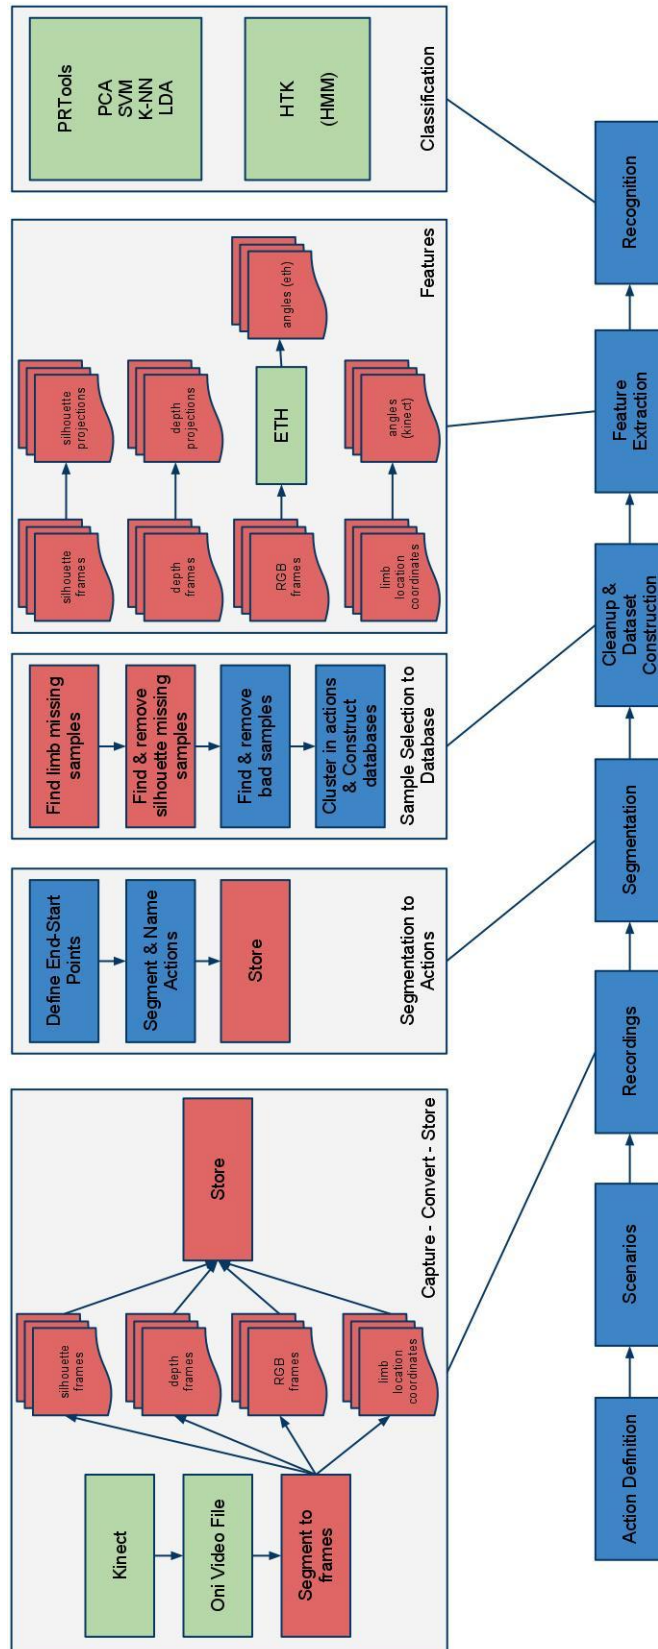 Kinect
Oni Video File
Segment to
frames
silhouette
frames
depth
frames
RGB
frames
limb
location
coordinates
Store
Capture - Convert - Store
Define End-Start
Points
Segment & Name
Actions
Store
Segmentation to
Actions
Find limb missing
samples
Find & remove
silhouette missing
samples
Find & remove
bad samples
Cluster in actions
& Construct
databases
Sample Selection to
Database
silhouette
frames
silhouette
projections
depth
frames
depth
projections
RGB
frames
ETH
angles (eth)
limb
location
coordinates
angles
(kinect)
Features
PRTools
PCA
SVM
K-NN
LDA
HTK
(HMM)
Classification
Action Definition
Scenarios
Recordings
Segmentation
Cleanup &
Dataset
Construction
Feature
Extraction
Recognition